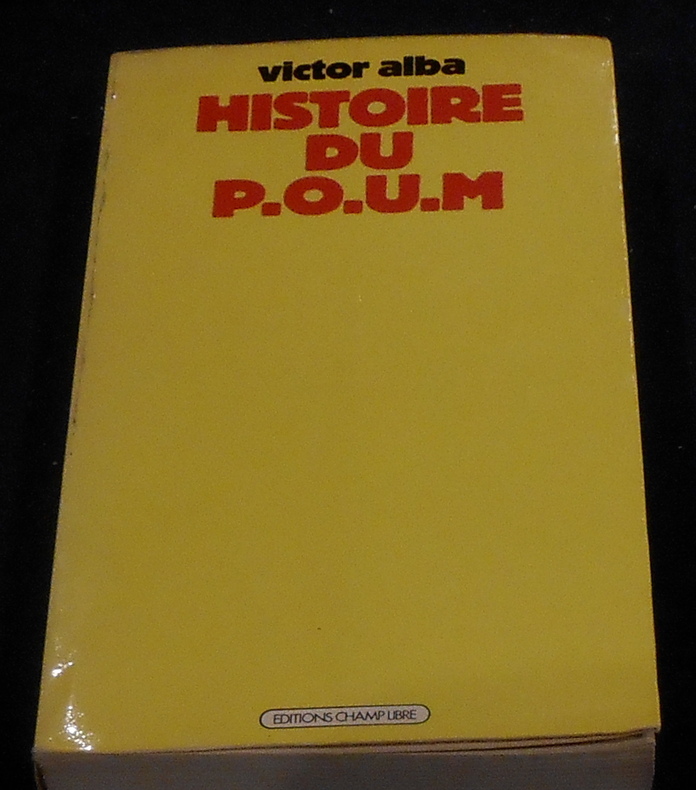 victor alba
HISTOIRE
DU
P.O.U.M
EDITIONS CHAMP LIBRE